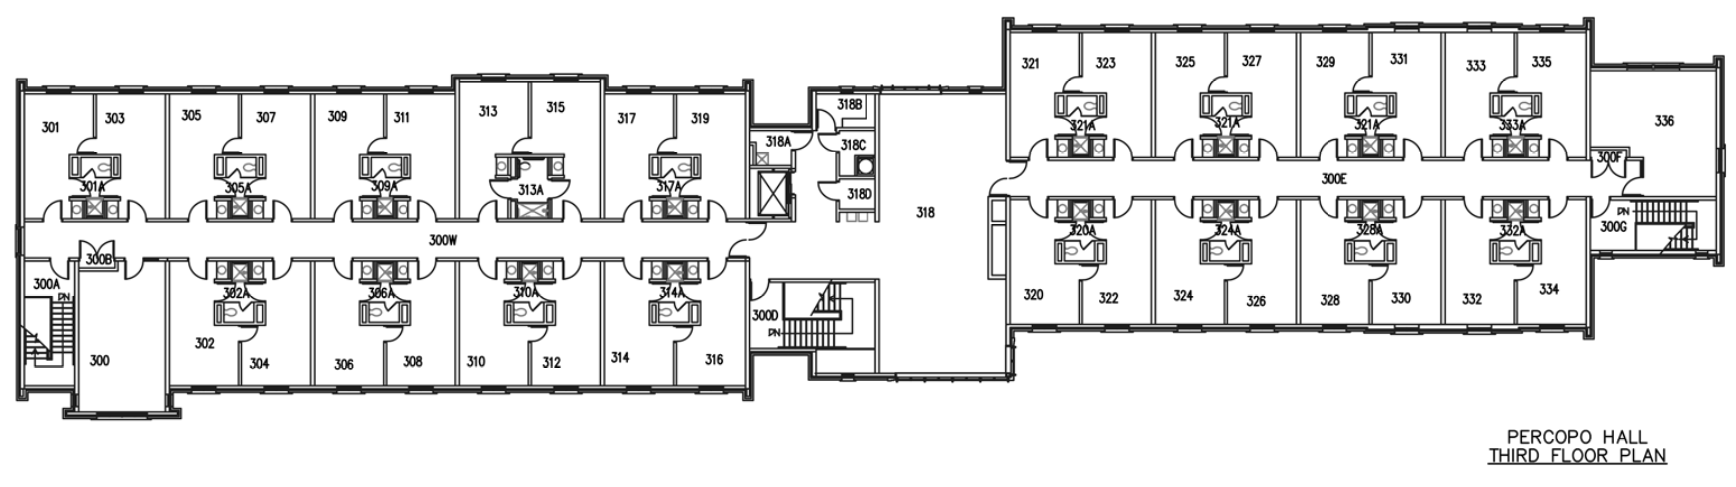 321
323
325
327
329
331
333
335
336
321A
321A
321A
333A
300F
300E
320A
324A
328A
332A
DN
300G
320
322
324
326
328
330
332
334
301
303
305
307
309
311
313
315
317
319
318B
318A
318C
318D
318
301A
305A
309A
313A
317A
300W
300B
300A
DN
302A
306A
310A
314A
300D
DN
300
302
304
306
308
310
312
314
316
PERCOPO HALL
THIRD FLOOR PLAN